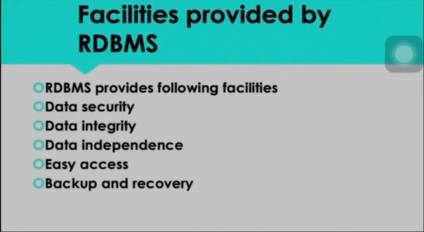 Facilities provided by
RDBMS
RDBMS provides following facilities
Data security
Data integrity
Data independence
Easy access
Backup and recovery